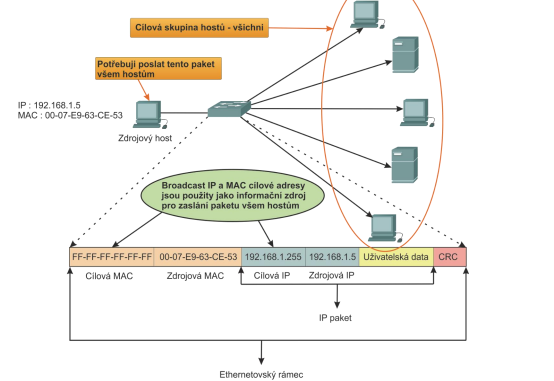 Cílová skupina hostů - všichni
Potřebuji poslat tento paket
všem hostům
IP : 192.168.1.5
MAC : 00-07-E9-63-CE-53
Zdrojový host
Broadcast IP a MAC cílové adresy
jsou použity jako informační zdroj
pro zaslání paketu všem hostům
FF-FF-FF-FF-FF-FF 00-07-E9-63-CE-53 192.168.1.255 192.168.1.5 Uživatelská data CRC
Cílová MAC Zdrojová MAC Cílová IP Zdrojová IP
IP paket
Ethernetovský rámec